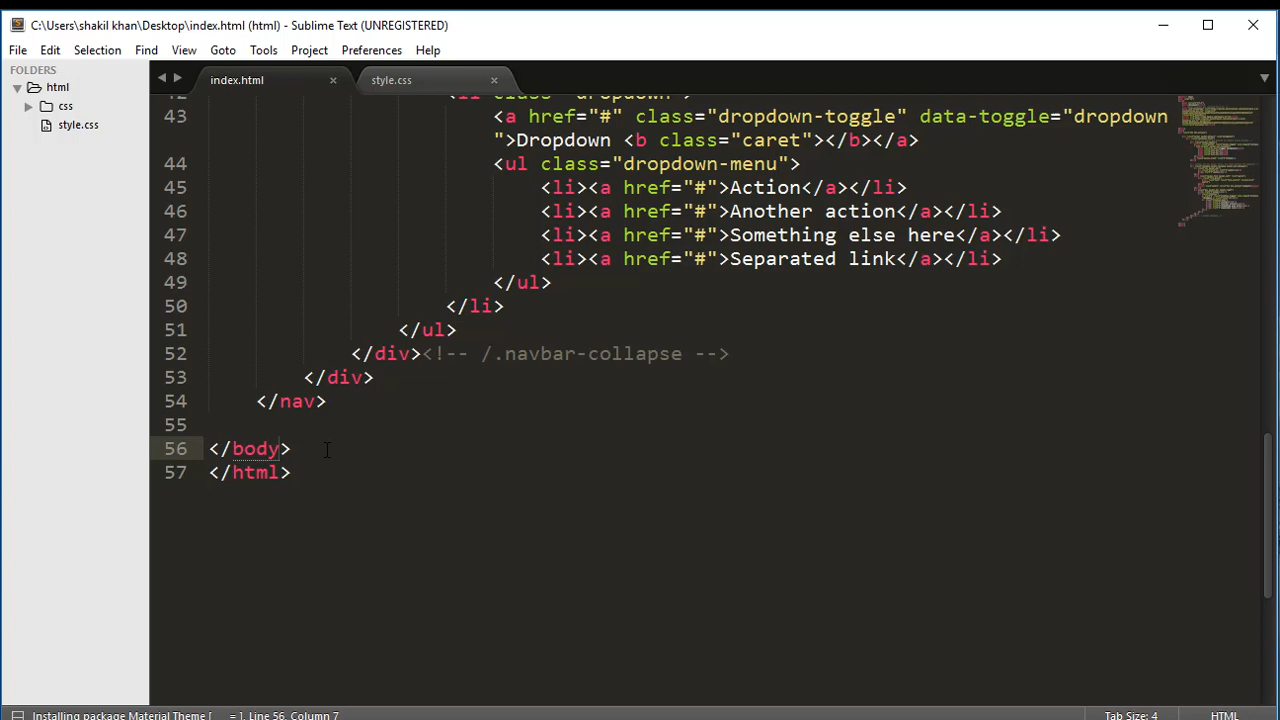 C:\Users\shakil khan\Desktop\index.html (html) - Sublime Text (UNREGISTERED)
File Edit Selection Find View Goto Tools Project Preferences Help
FOLDERS
html
css
style.css
index.html × style.css ×
42 <li class="dropdown">
43 <a href="#" class="dropdown-toggle" data-toggle="dropdown
">Dropdown <b class="caret"></b></a>
44 <ul class="dropdown-menu">
45 <li><a href="#">Action</a></li>
46 <li><a href="#">Another action</a></li>
47 <li><a href="#">Something else here</a></li>
48 <li><a href="#">Separated link</a></li>
49 </ul>
50 </li>
51 </ul>
52 </div><!-- /.navbar-collapse -->
53 </div>
54 </nav>
55
56 </body>
57 </html>
Installing package Material Theme [ = ], Line 56, Column 7 Tab Size: 4 HTML